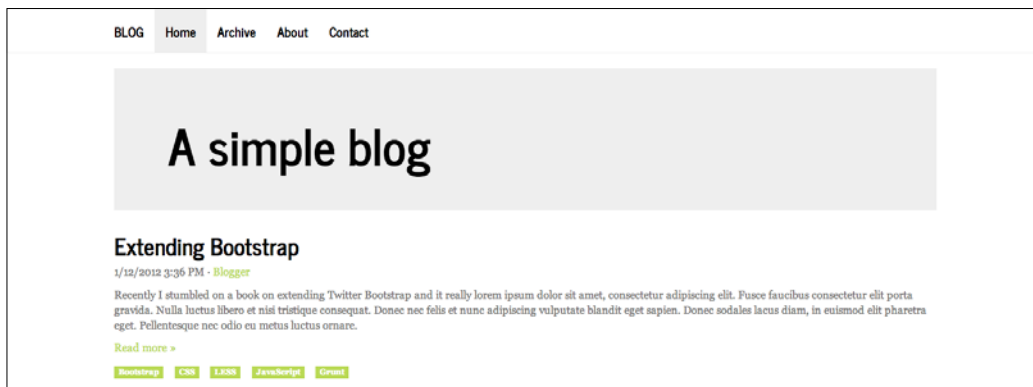 BLOG Home Archive About Contact
A simple blog
Extending Bootstrap
1/12/2012 3:36 PM - Blogger
Recently I stumbled on a book on extending Twitter Bootstrap and it really lorem ipsum dolor sit amet, consectetur adipiscing elit. Fusce faucibus consectetur elit porta
gravida. Nulla luctus libero et nisi tristique consequat. Donec nec felis et nunc adipiscing vulputate blandit eget sapien. Donec sodales lacus diam, in euismod elit pharetra
eget. Pellentesque nec odio eu metus luctus ornare.
Read more »
Bootstrap CSS LESS JavaScript Grunt